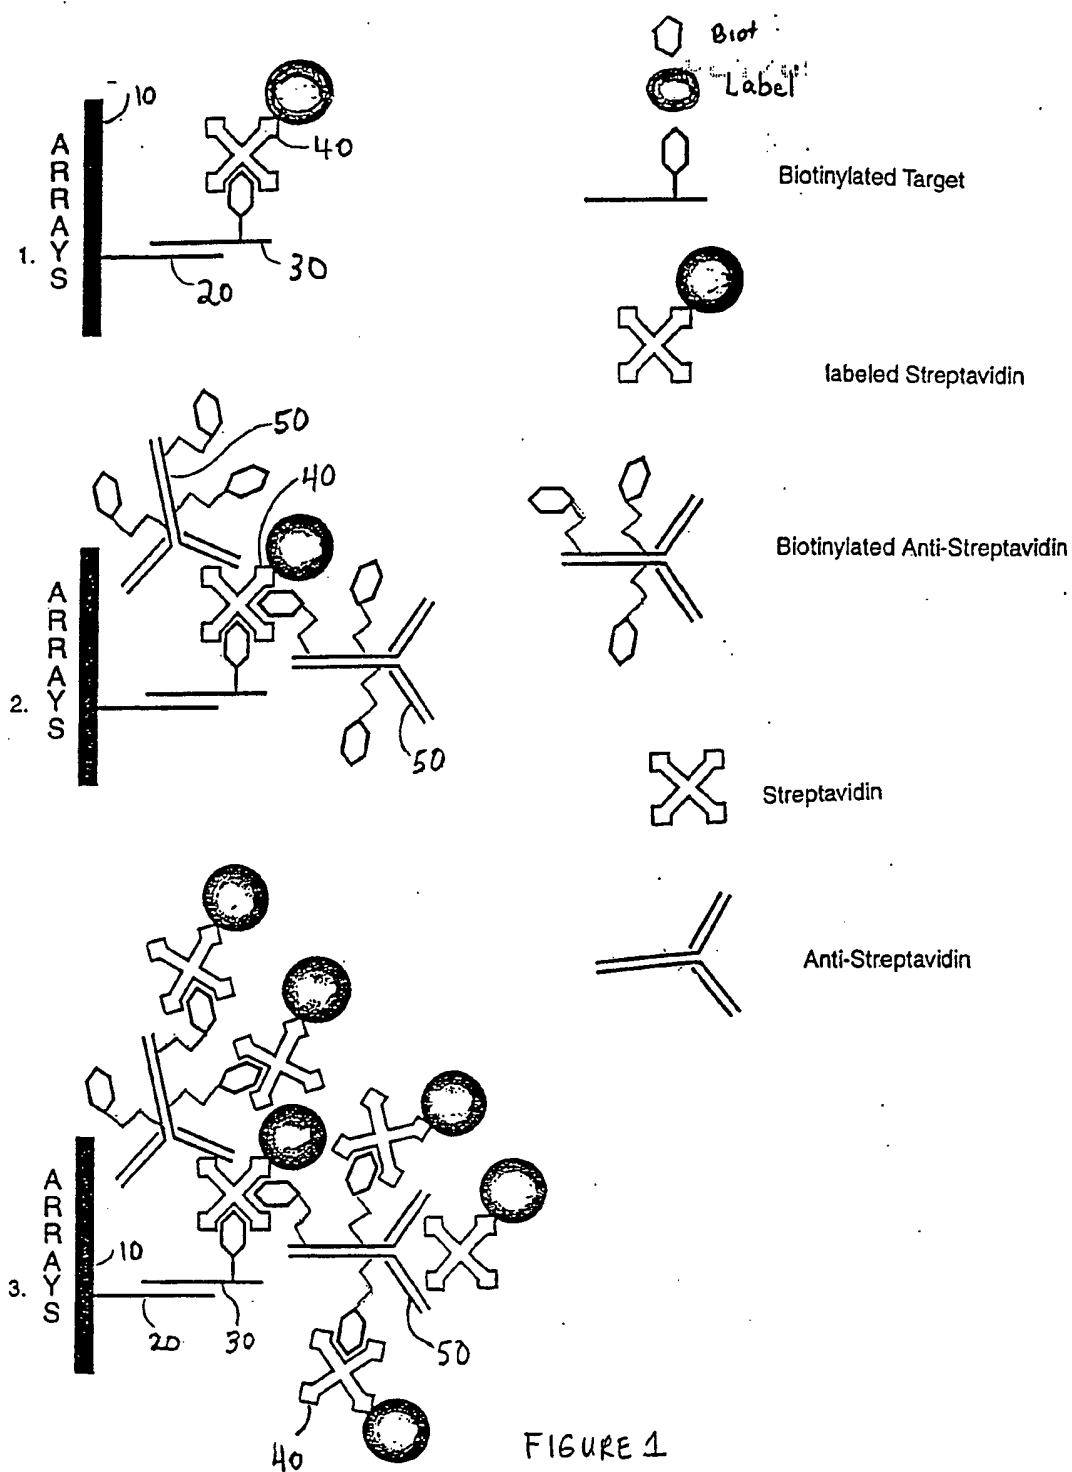 Biot
Label
10
ARRAYS
40
Biotinylated Target
1.
30
20
labeled Streptavidin
50
40
Biotinylated Anti-Streptavidin
ARRAYS
2.
50
Streptavidin
Anti-Streptavidin
ARRAYS
10
3.
20
30
50
40
FIGURE 1